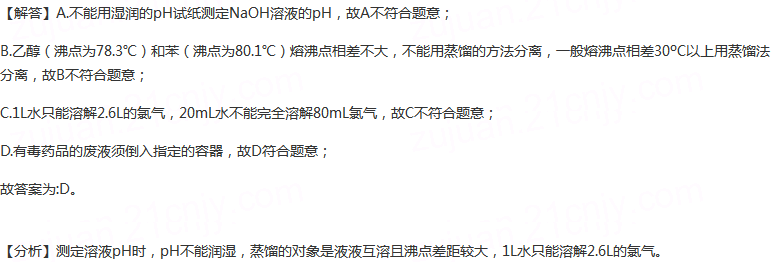 【解答】A.不能用湿润的pH试纸测定NaOH溶液的pH，故A不符合题意；
B.乙醇（沸点为78.3℃）和苯（沸点为80.1℃）熔沸点相差不大，不能用蒸馏的方法分离，一般熔沸点相差30ºC以上用蒸馏法
分离，故B不符合题意；
C.1L水只能溶解2.6L的氯气，20mL水不能完全溶解80mL氯气，故C不符合题意；
D.有毒药品的废液须倒入指定的容器，故D符合题意；
故答案为:D。
【分析】测定溶液pH时，pH不能润湿，蒸馏的对象是液液互溶且沸点差距较大，1L水只能溶解2.6L的氯气。